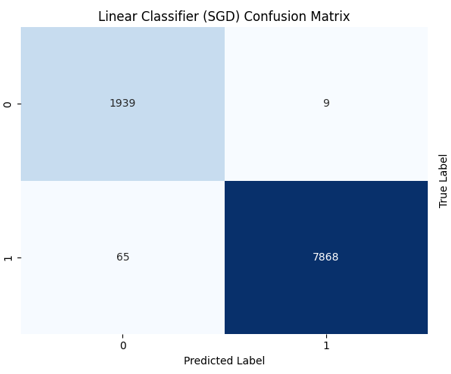 Linear Classifier (SGD) Confusion Matrix
0 1939 9
True Label
1 65 7868
0 1
Predicted Label